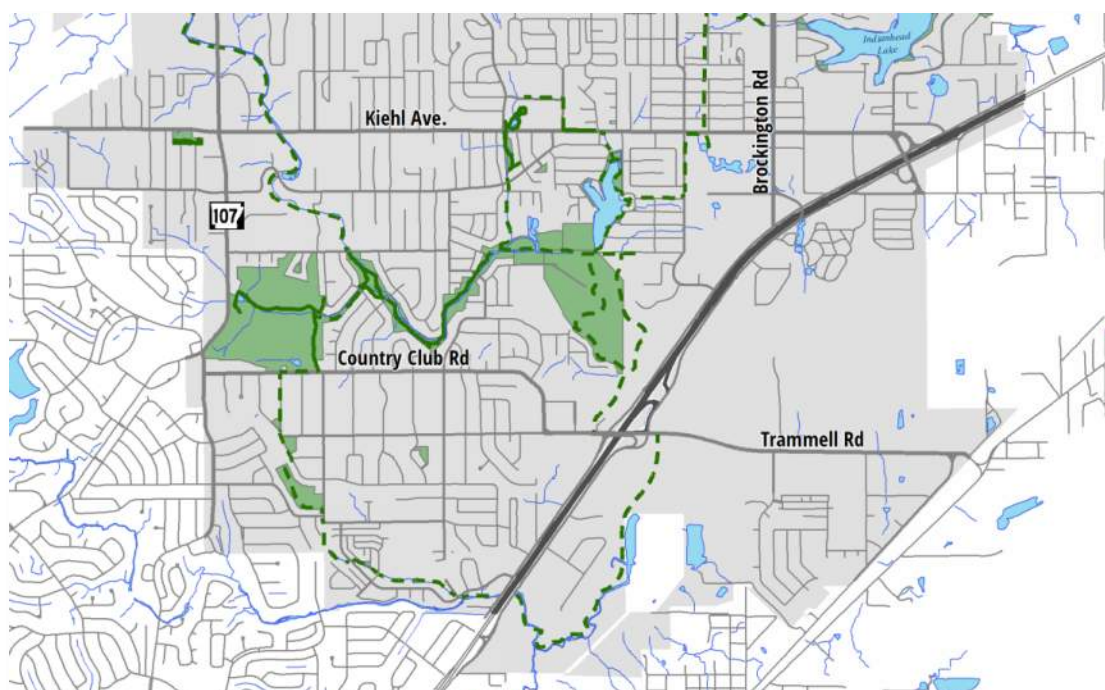 Indianhead
Lake
Kiehl Ave.
Brockington Rd
107
Country Club Rd
Trammell Rd